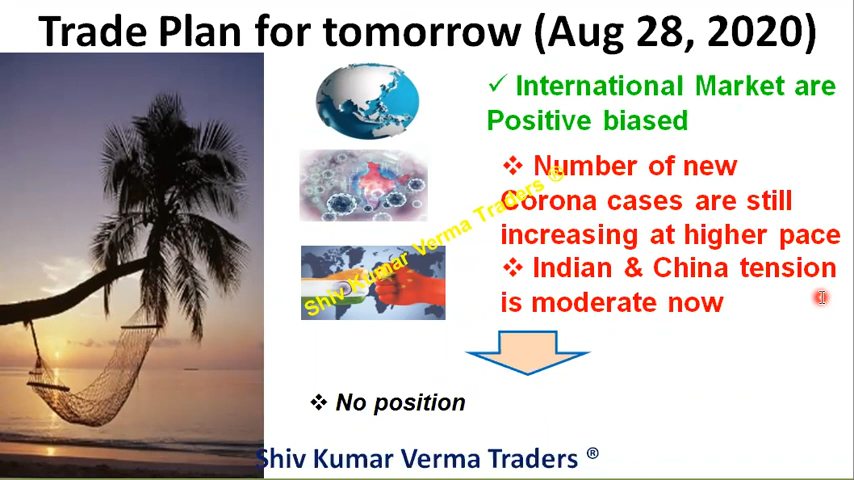 Trade Plan for tomorrow (Aug 28, 2020)
✓ International Market are
Positive biased
❖ Number of new
Corona cases are still
increasing at higher pace
❖ Indian & China tension
is moderate now
Shiv Kumar Verma Traders ®
❖ No position
Shiv Kumar Verma Traders ®